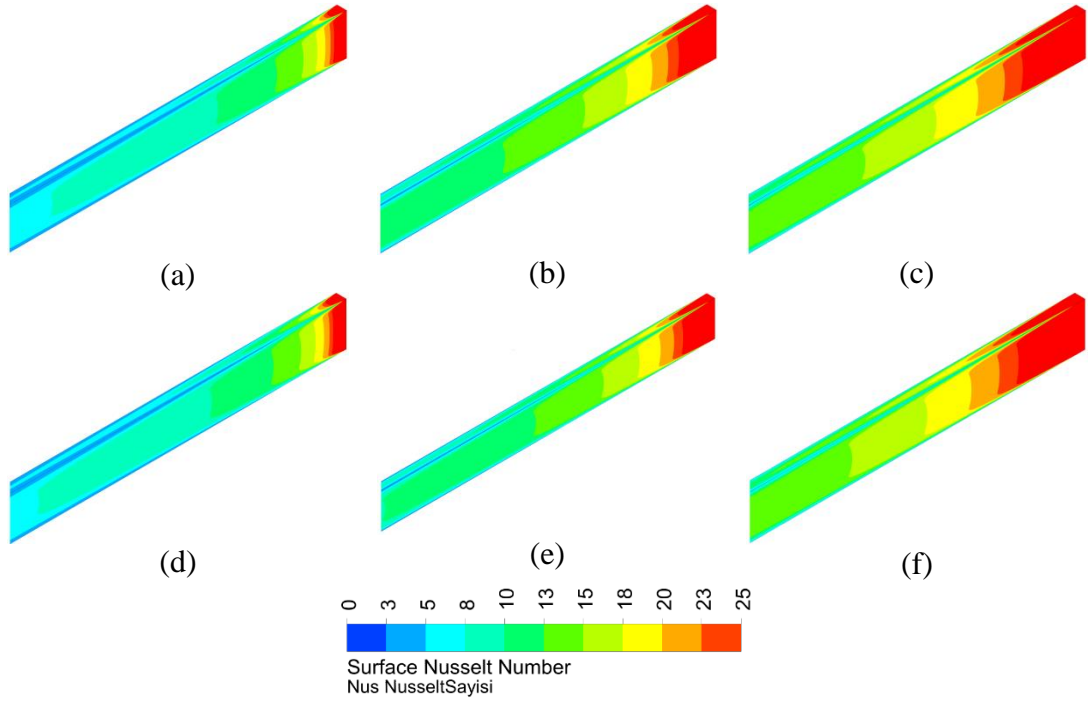 (a) (b) (c)
(d) (e) (f)
0 3 5 8 10 13 15 18 20 23 25
Surface Nusselt Number
Nus NusseltSayisi